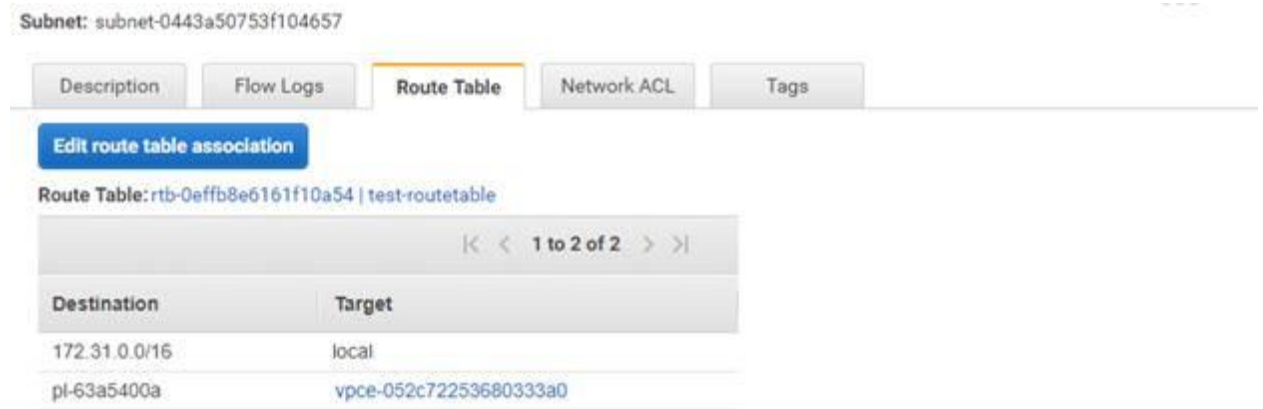 Subnet: subnet-0443a50753f104657
Description Flow Logs Route Table Network ACL Tags
Edit route table association
Route Table: rtb-0effb8e6161f10a54 | test-routetable
|< < 1 to 2 of 2 > >|
Destination Target
172.31.0.0/16 local
pl-63a5400a vpce-052c72253680333a0